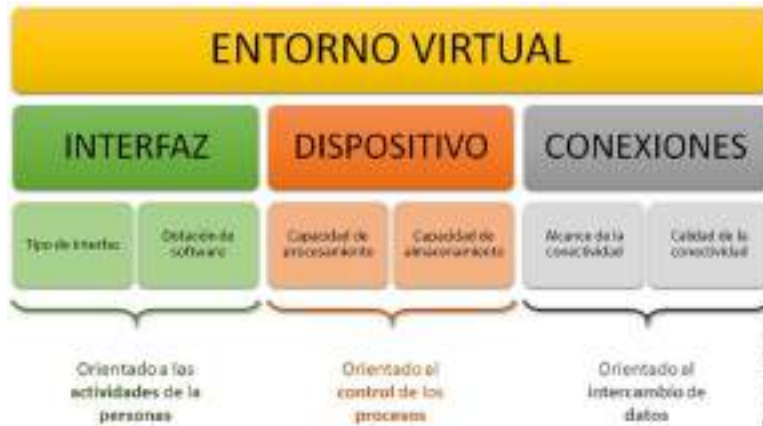 ENTORNO VIRTUAL
INTERFAZ
DISPOSITIVO
CONEXIONES
Tipo de Interfaz
Dotación de
software
Capacidad de
procesamiento
Capacidad de
almacenamiento
Alcance de la
conectividad
Calidad de la
conectividad
Orientado a las
actividades de la
personas
Orientado el
control de los
procesos
Orientado el
intercambio de
datos